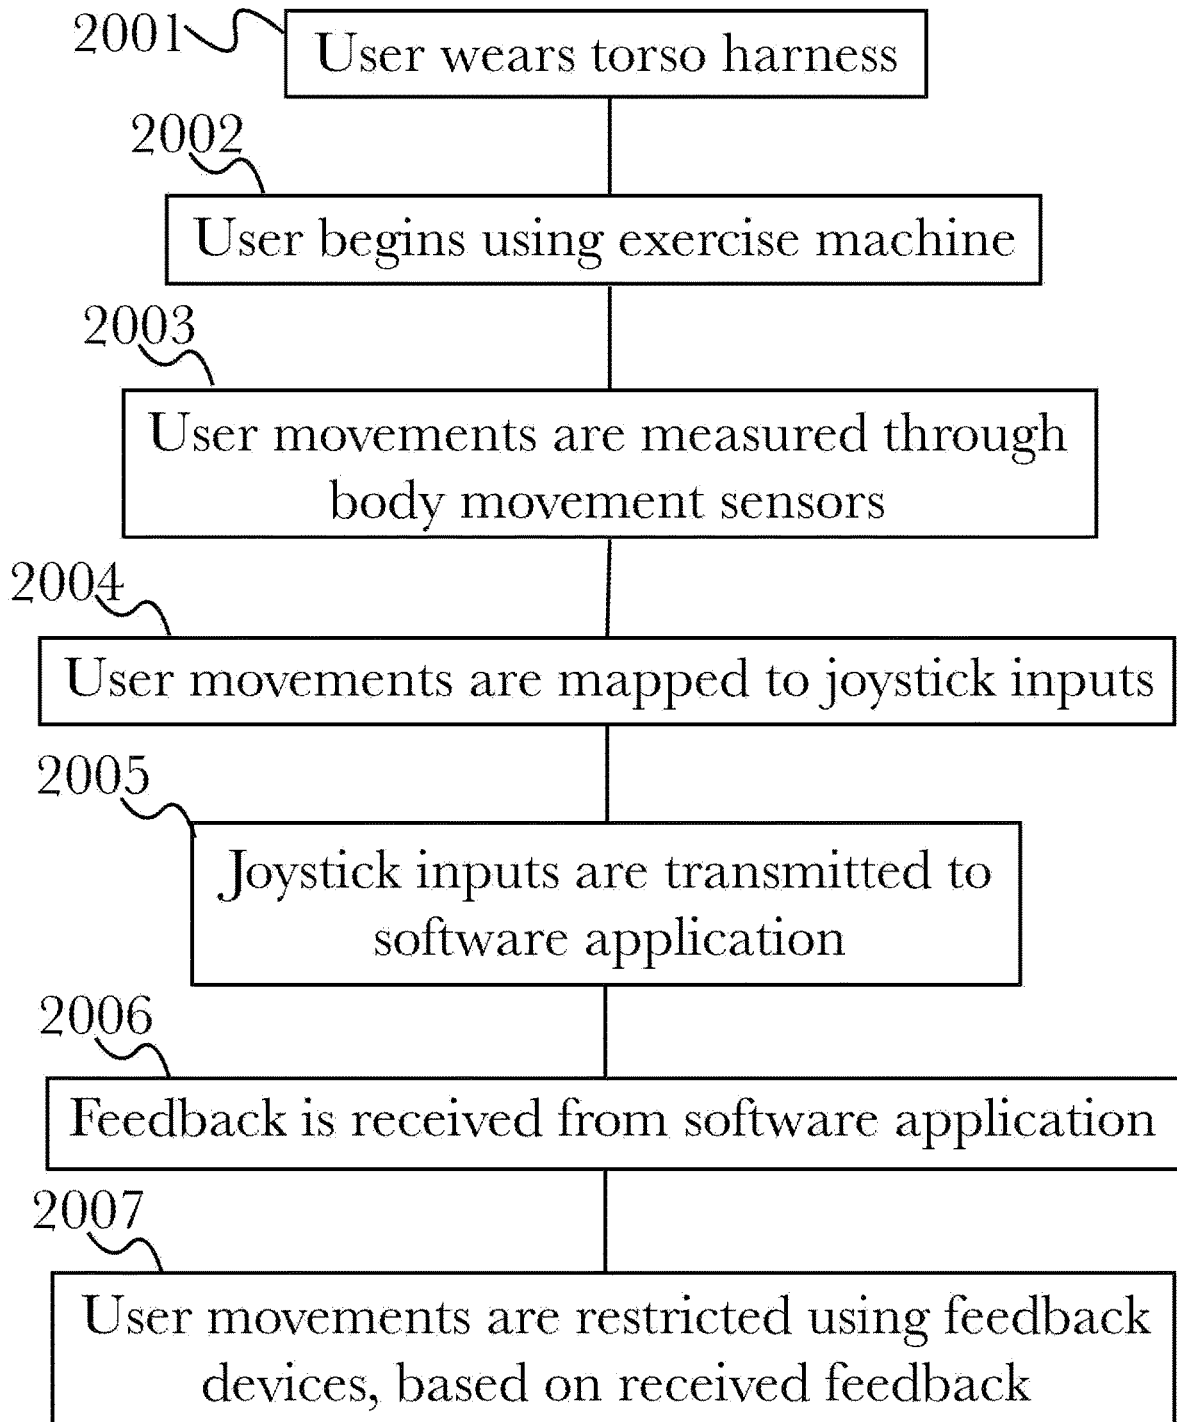 2001
User wears torso harness
2002
User begins using exercise machine
2003
User movements are measured through
body movement sensors
2004
User movements are mapped to joystick inputs
2005
Joystick inputs are transmitted to
software application
2006
Feedback is received from software application
2007
User movements are restricted using feedback
devices, based on received feedback